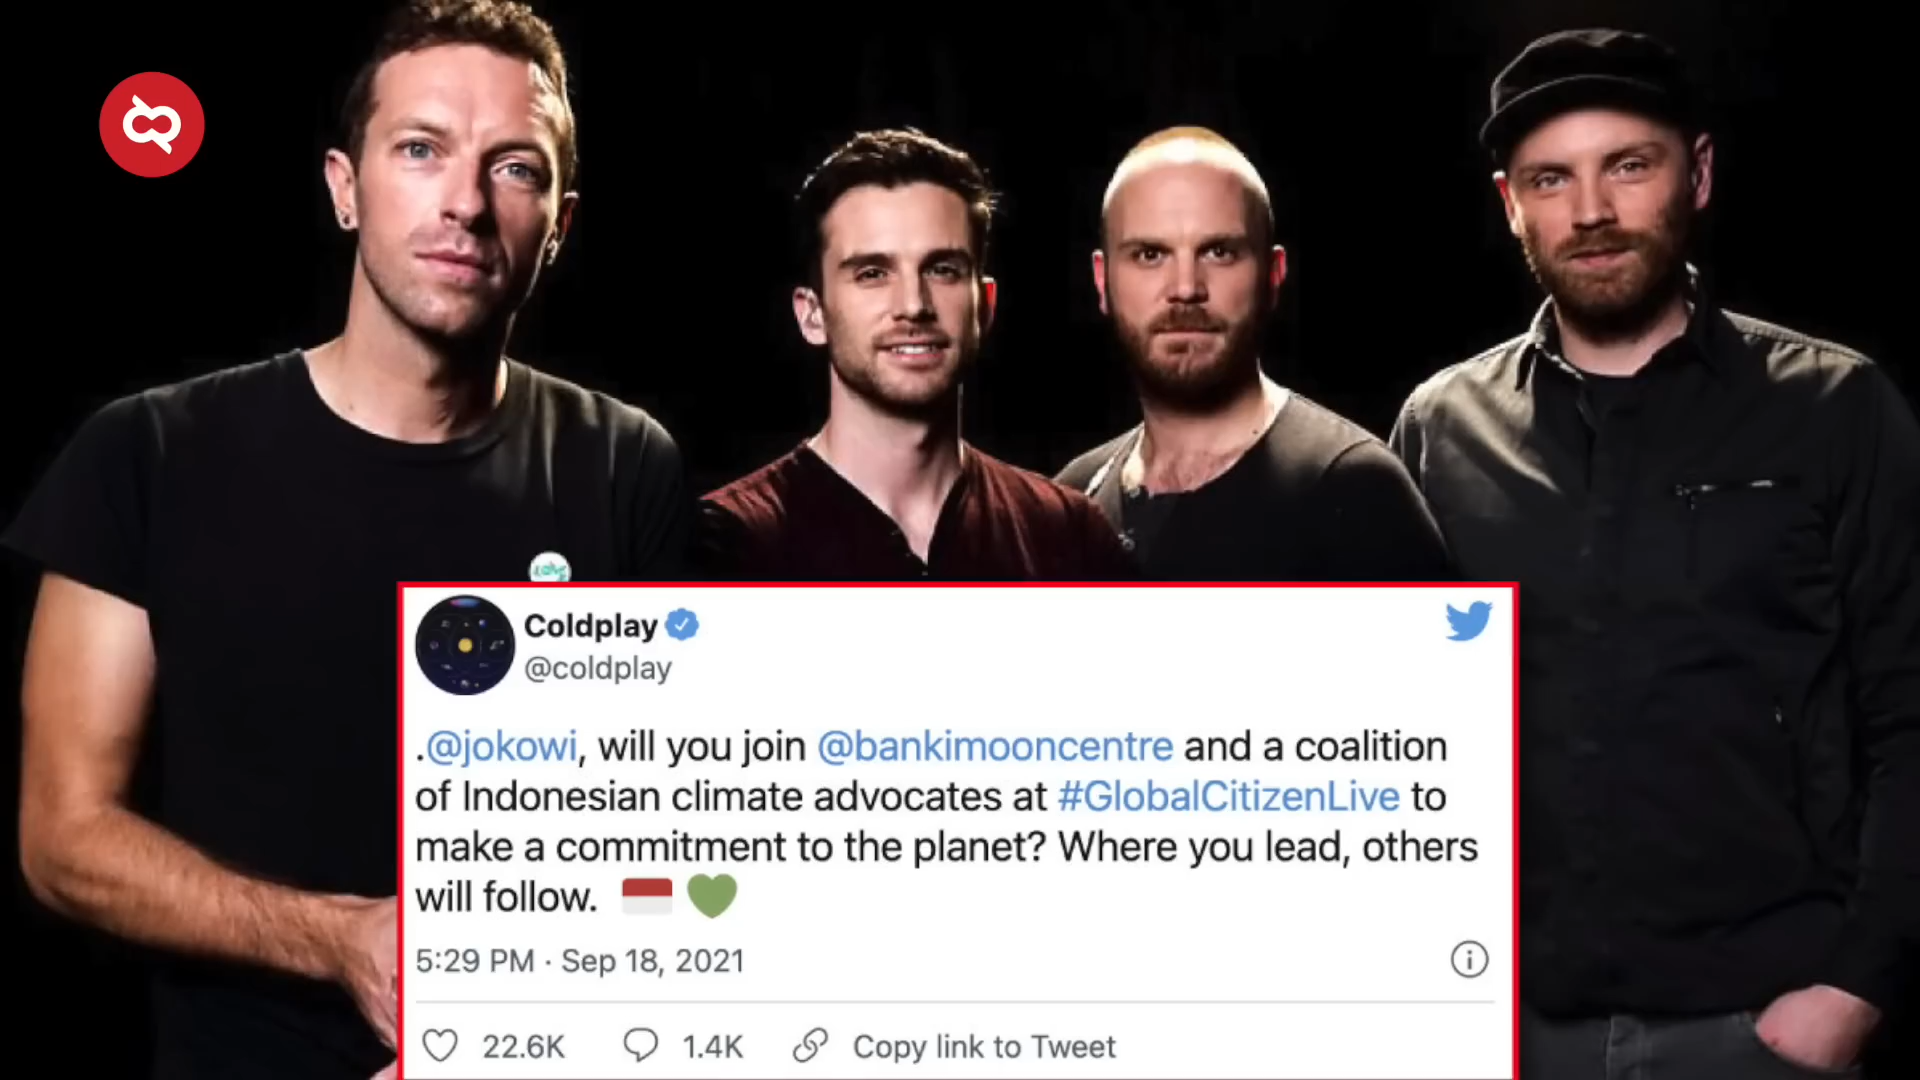 Coldplay
@coldplay
.@jokowi, will you join @bankimooncentre and a coalition
of Indonesian climate advocates at #GlobalCitizenLive to
make a commitment to the planet? Where you lead, others
will follow.
5:29 PM · Sep 18, 2021
22.6K 1.4K Copy link to Tweet